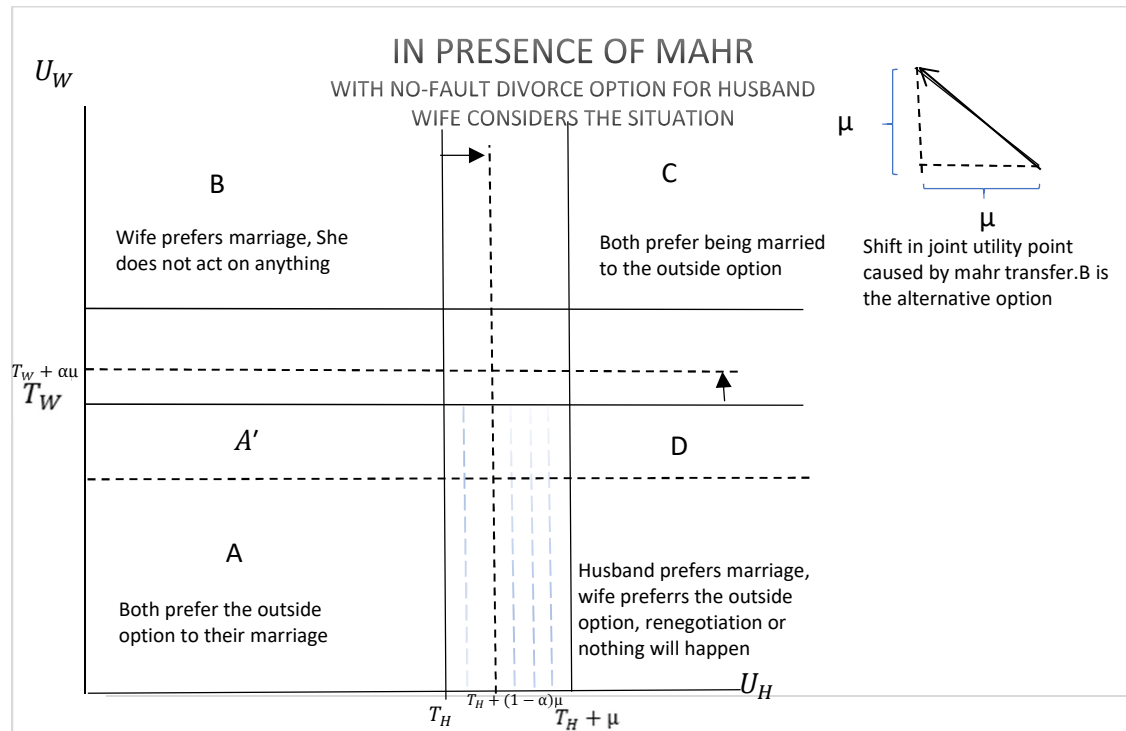 IN PRESENCE OF MAHR
WITH NO-FAULT DIVORCE OPTION FOR HUSBAND
WIFE CONSIDERS THE SITUATION
U_W
B
Wife prefers marriage, She
does not act on anything
C
Both prefer being married
to the outside option
μ
μ
Shift in joint utility point
caused by mahr transfer.B is
the alternative option
T_W + αμ
T_W
A′
D
A
Both prefer the outside
option to their marriage
Husband prefers marriage,
wife preferrs the outside
option, renegotiation or
nothing will happen
U_H
T_H
T_H + (1 − α)μ
T_H + μ